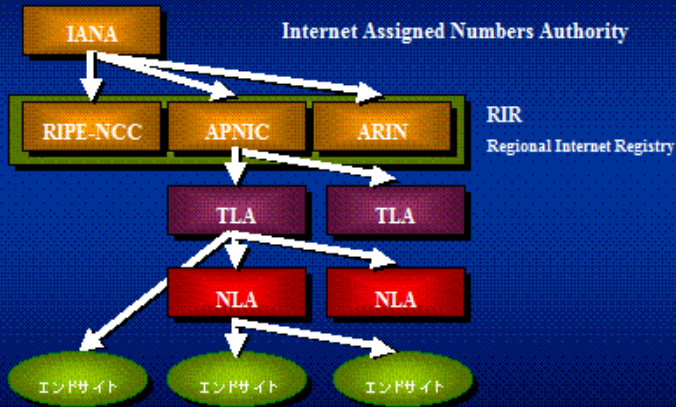 IANA
Internet Assigned Numbers Authority
RIPE-NCC
APNIC
ARIN
RIR
Regional Internet Registry
TLA
TLA
NLA
NLA
エンドサイト
エンドサイト
エンドサイト